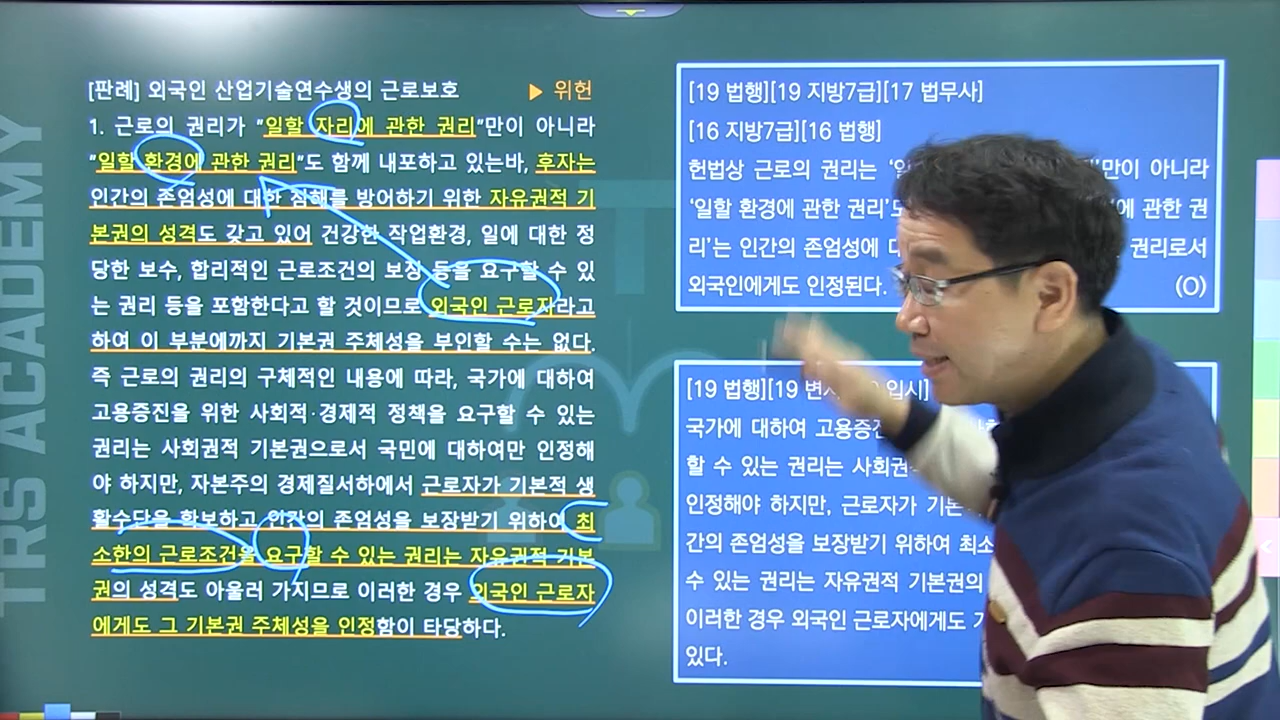 TRS ACADEMY
[판례] 외국인 산업기술연수생의 근로보호 ▶ 위헌
1. 근로의 권리가 "일할 자리에 관한 권리"만이 아니라
"일할 환경에 관한 권리"도 함께 내포하고 있는바, 후자는
인간의 존엄성에 대한 침해를 방어하기 위한 자유권적 기
본권의 성격도 갖고 있어 건강한 작업환경, 일에 대한 정
당한 보수, 합리적인 근로조건의 보장 등을 요구할 수 있
는 권리 등을 포함한다고 할 것이므로 외국인 근로자라고
하여 이 부분에까지 기본권 주체성을 부인할 수는 없다.
즉 근로의 권리의 구체적인 내용에 따라, 국가에 대하여
고용증진을 위한 사회적·경제적 정책을 요구할 수 있는
권리는 사회권적 기본권으로서 국민에 대하여만 인정해
야 하지만, 자본주의 경제질서하에서 근로자가 기본적 생
활수단을 확보하고 인간의 존엄성을 보장받기 위하여 최
소한의 근로조건을 요구할 수 있는 권리는 자유권적 기본
권의 성격도 아울러 가지므로 이러한 경우 외국인 근로자
에게도 그 기본권 주체성을 인정함이 타당하다.
[19 법행][19 지방7급][17 법무사]
[16 지방7급][16 법행]
헌법상 근로의 권리는 '일 만이 아니라
'일할 환경에 관한 권리'도 에 관한 권
리'는 인간의 존엄성에 대 권리로서
외국인에게도 인정된다. (O)
[19 법행][19 변시 입시]
국가에 대하여 고용증진
할 수 있는 권리는 사회권
인정해야 하지만, 근로자가 기본
간의 존엄성을 보장받기 위하여 최소
수 있는 권리는 자유권적 기본권의
이러한 경우 외국인 근로자에게도
있다.